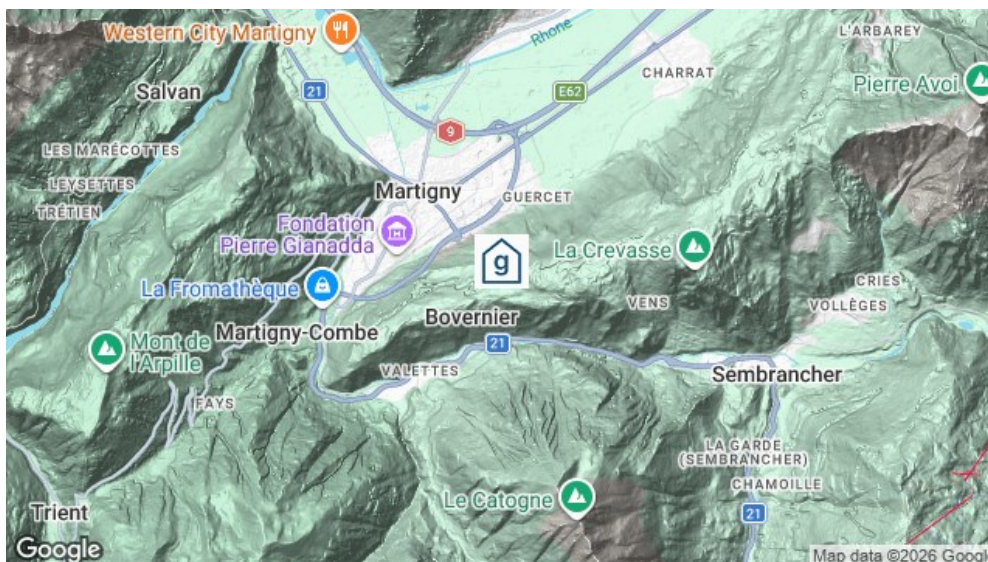 Western City Martigny
Rhone
L'ARBAREY
21
E62
CHARRAT
Pierre Avoi
Salvan
9
LES MARÉCOTTES
LEYSETTES
TRÉTIEN
Martigny
GUERCET
Fondation
Pierre Gianadda
g
La Crevasse
La Fromathèque
CRIES
VENS
VOLLÈGES
Martigny-Combe
Bovernier
Mont de
l'Arpille
21
VALETTES
Sembrancher
FAYS
LA GARDE
(SEMBRANCHER)
CHAMOILLE
Le Catogne
Trient
21
Google
Map data ©2026 Google